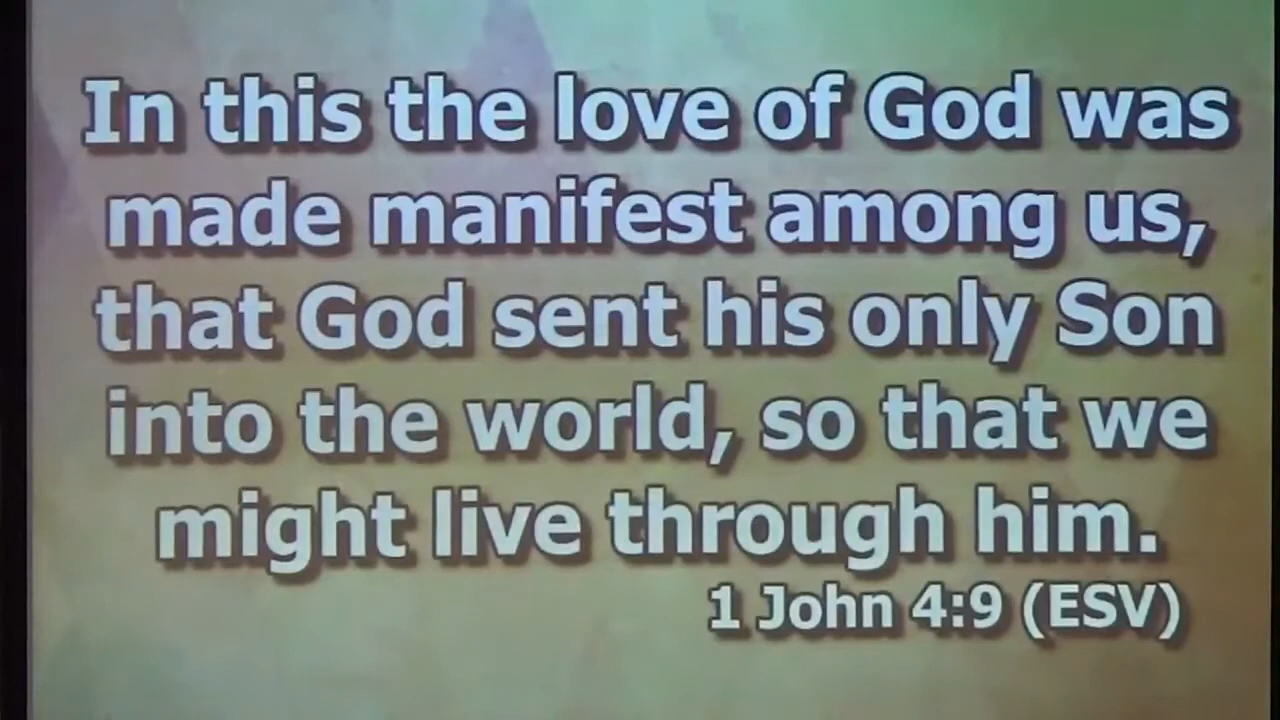 In this the love of God was
made manifest among us,
that God sent his only Son
into the world, so that we
might live through him.
1 John 4:9 (ESV)